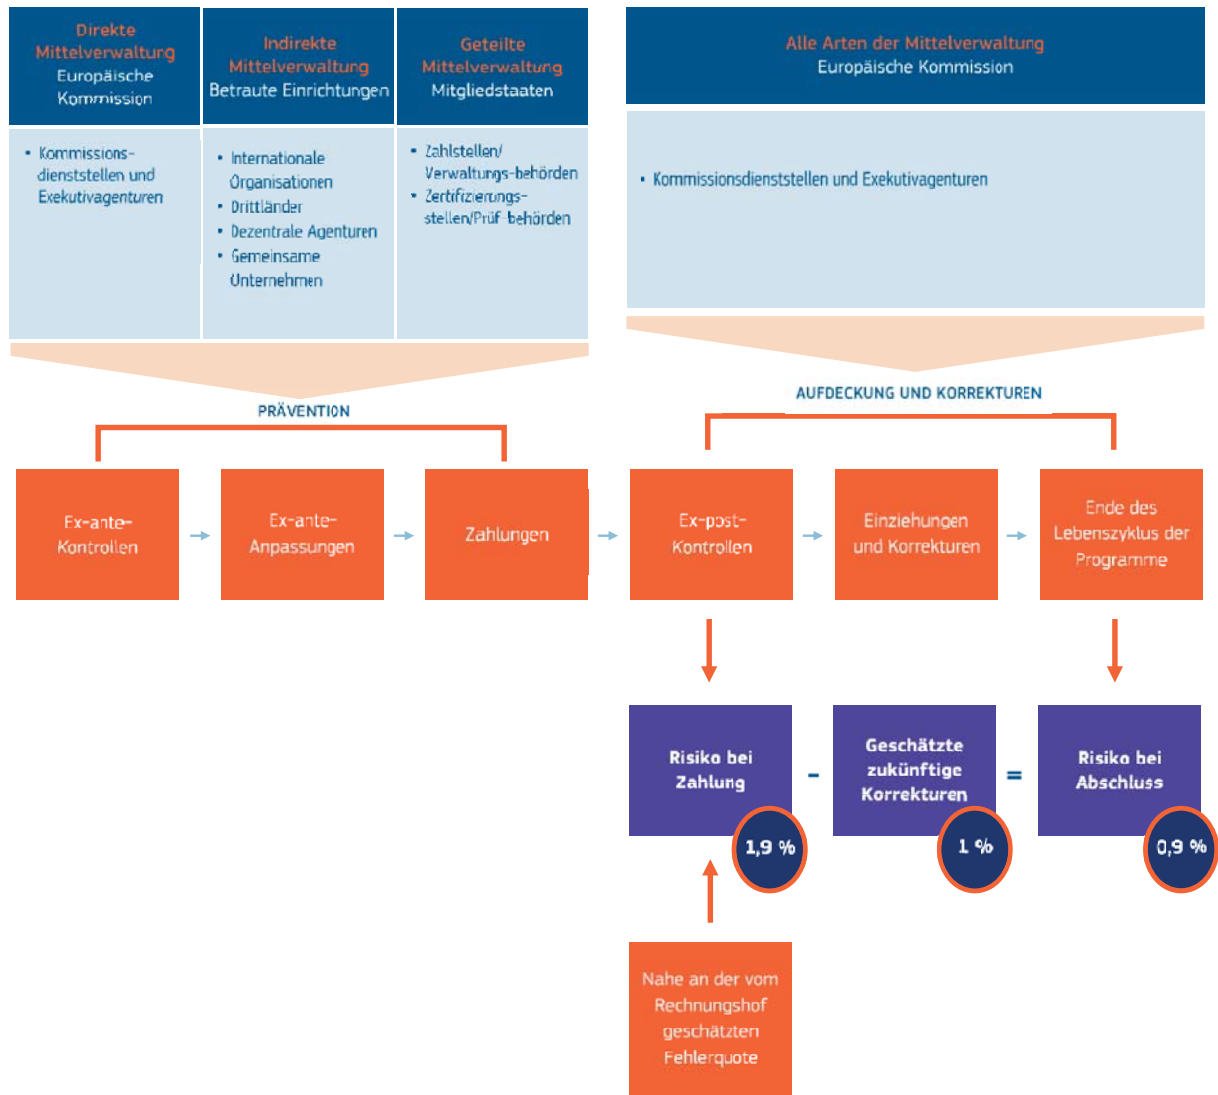 Direkte
Mittelverwaltung
Europäische
Kommission
Indirekte
Mittelverwaltung
Betraute Einrichtungen
Geteilte
Mittelverwaltung
Mitgliedstaaten
Alle Arten der Mittelverwaltung
Europäische Kommission
• Kommissions-
dienststellen und
Exekutivagenturen
• Internationale
Organisationen
• Drittländer
• Dezentrale Agenturen
• Gemeinsame
Unternehmen
• Zahlstellen/
Verwaltungs-behörden
• Zertifizierungs-
stellen/Prüf-behörden
• Kommissionsdienststellen und Exekutivagenturen
PRÄVENTION
AUFDECKUNG UND KORREKTUREN
Ex-ante-
Kontrollen
Ex-ante-
Anpassungen
Zahlungen
Ex-post-
Kontrollen
Einziehungen
und Korrekturen
Ende des
Lebenszyklus der
Programme
Risiko bei
Zahlung
1,9 %
-
Geschätzte
zukünftige
Korrekturen
1 %
=
Risiko bei
Abschluss
0,9 %
Nahe an der vom
Rechnungshof
geschätzten
Fehlerquote